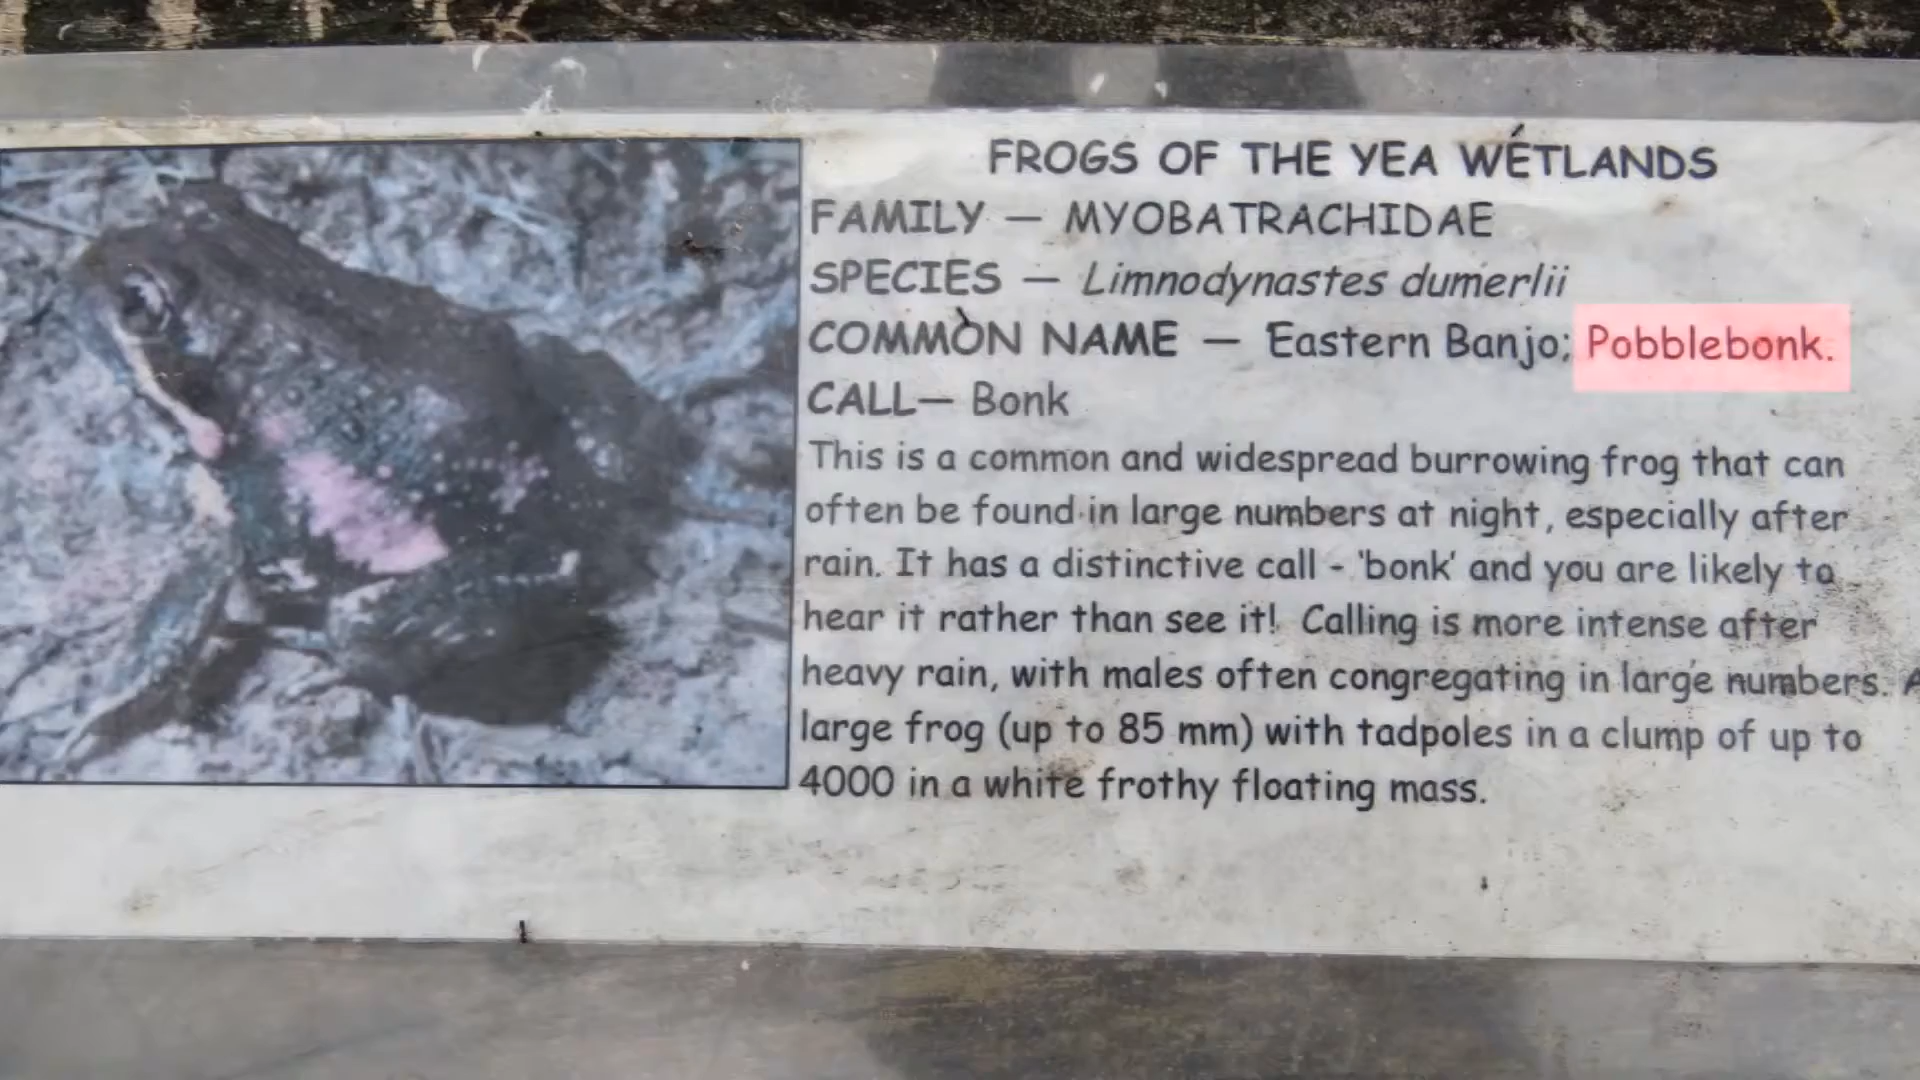 FROGS OF THE YEA WETLANDS
FAMILY — MYOBATRACHIDAE
SPECIES — Limnodynastes dumerlii
COMMON NAME — Eastern Banjo; Pobblebonk.
CALL— Bonk
This is a common and widespread burrowing frog that can
often be found in large numbers at night, especially after
rain. It has a distinctive call - 'bonk' and you are likely to
hear it rather than see it! Calling is more intense after
heavy rain, with males often congregating in large numbers. A
large frog (up to 85 mm) with tadpoles in a clump of up to
4000 in a white frothy floating mass.